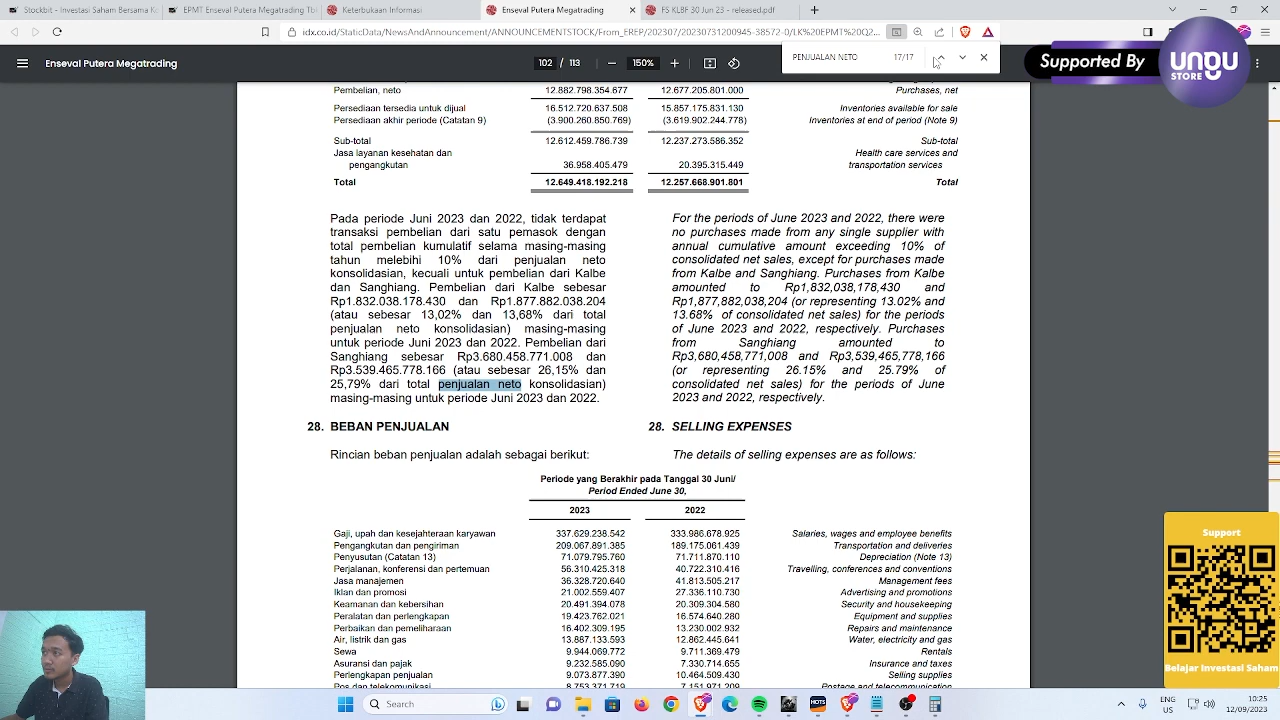 Stockbit - Investasi Saham Bersama Ko
EPMT Enseval Putera Megatrading Tbk
Keterbukaan Informasi
Enseval Putera Megatrading
FS KLBF 30 Jun 23 - released.pdf
idx.co.id/StaticData/NewsAndAnnouncement/ANNOUNCEMENTSTOCK/From_EREP/202307/20230731200945-38572-0/LK%20EPMT%20Q2...
PENJUALAN NETO 17/17
Enseval Putera Megatrading
102 / 113
150%
Supported By
UNGU
STORE
Pembelian, neto 12.882.798.354.677 12.677.205.801.000 Purchases, net
Persediaan tersedia untuk dijual 16.512.720.637.508 15.857.175.831.130 Inventories available for sale
Persediaan akhir periode (Catatan 9) (3.900.260.850.769) (3.619.902.244.778) Inventories at end of period (Note 9)
Sub-total 12.612.459.786.739 12.237.273.586.352 Sub-total
Jasa layanan kesehatan dan Health care services and
pengangkutan 36.958.405.479 20.395.315.449 transportation services
Total 12.649.418.192.218 12.257.668.901.801 Total
Pada periode Juni 2023 dan 2022, tidak terdapat
transaksi pembelian dari satu pemasok dengan
total pembelian kumulatif selama masing-masing
tahun melebihi 10% dari penjualan neto
konsolidasian, kecuali untuk pembelian dari Kalbe
dan Sanghiang. Pembelian dari Kalbe sebesar
Rp1.832.038.178.430 dan Rp1.877.882.038.204
(atau sebesar 13,02% dan 13,68% dari total
penjualan neto konsolidasian) masing-masing
untuk periode Juni 2023 dan 2022. Pembelian dari
Sanghiang sebesar Rp3.680.458.771.008 dan
Rp3.539.465.778.166 (atau sebesar 26,15% dan
25,79% dari total penjualan neto konsolidasian)
masing-masing untuk periode Juni 2023 dan 2022.
For the periods of June 2023 and 2022, there were
no purchases made from any single supplier with
annual cumulative amount exceeding 10% of
consolidated net sales, except for purchases made
from Kalbe and Sanghiang. Purchases from Kalbe
amounted to Rp1,832,038,178,430 and
Rp1,877,882,038,204 (or representing 13.02% and
13.68% of consolidated net sales) for the periods
of June 2023 and 2022, respectively. Purchases
from Sanghiang amounted to
Rp3,680,458,771,008 and Rp3,539,465,778,166
(or representing 26.15% and 25.79% of
consolidated net sales) for the periods of June
2023 and 2022, respectively.
28. BEBAN PENJUALAN
28. SELLING EXPENSES
Rincian beban penjualan adalah sebagai berikut:
The details of selling expenses are as follows:
Periode yang Berakhir pada Tanggal 30 Juni/
Period Ended June 30,
2023 2022
Gaji, upah dan kesejahteraan karyawan 337.629.238.542 333.986.678.925 Salaries, wages and employee benefits
Pengangkutan dan pengiriman 209.067.891.385 189.175.061.439 Transportation and deliveries
Penyusutan (Catatan 13) 71.079.795.760 71.711.870.110 Depreciation (Note 13)
Perjalanan, konferensi dan pertemuan 56.310.425.318 40.722.310.416 Travelling, conferences and conventions
Jasa manajemen 36.328.720.640 41.813.505.217 Management fees
Iklan dan promosi 21.002.559.407 27.336.110.730 Advertising and promotions
Keamanan dan kebersihan 20.491.394.078 20.309.304.580 Security and housekeeping
Peralatan dan perlengkapan 19.423.762.021 16.574.640.280 Equipment and supplies
Perbaikan dan pemeliharaan 16.402.309.195 13.230.002.932 Repairs and maintenance
Air, listrik dan gas 13.887.133.593 12.862.445.641 Water, electricity and gas
Sewa 9.944.069.772 9.711.369.479 Rentals
Asuransi dan pajak 9.232.585.090 7.330.714.655 Insurance and taxes
Perlengkapan penjualan 9.073.877.390 10.464.509.430 Selling supplies
Pos dan telekomunikasi 8.753.371.719 7.151.971.209 Postage and telecommunication
Support
Belajar Investasi Saham
Search
HOTS
ENG
US
10:25
12/09/2023